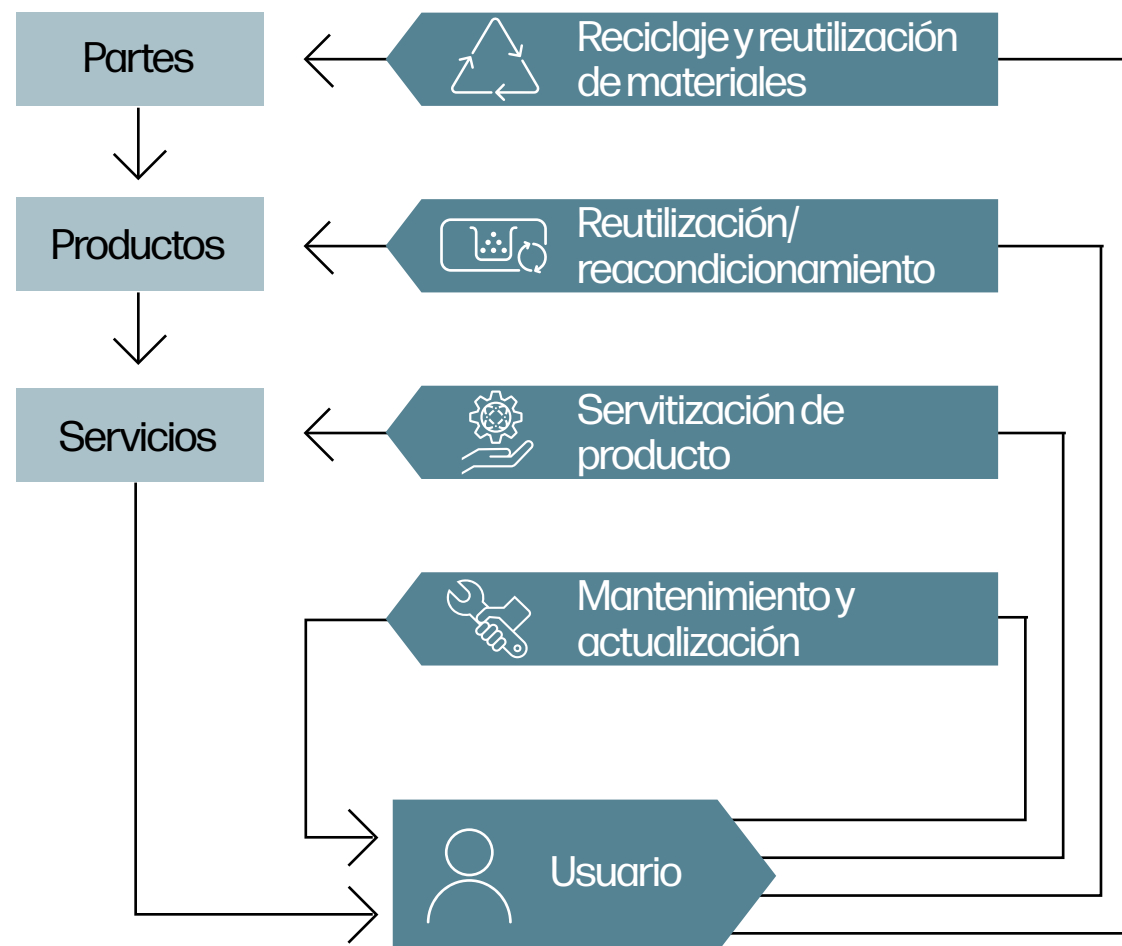 Partes
Reciclaje y reutilización
de materiales
Productos
Reutilización/
reacondicionamiento
Servicios
Servitización de
producto
Mantenimiento y
actualización
Usuario